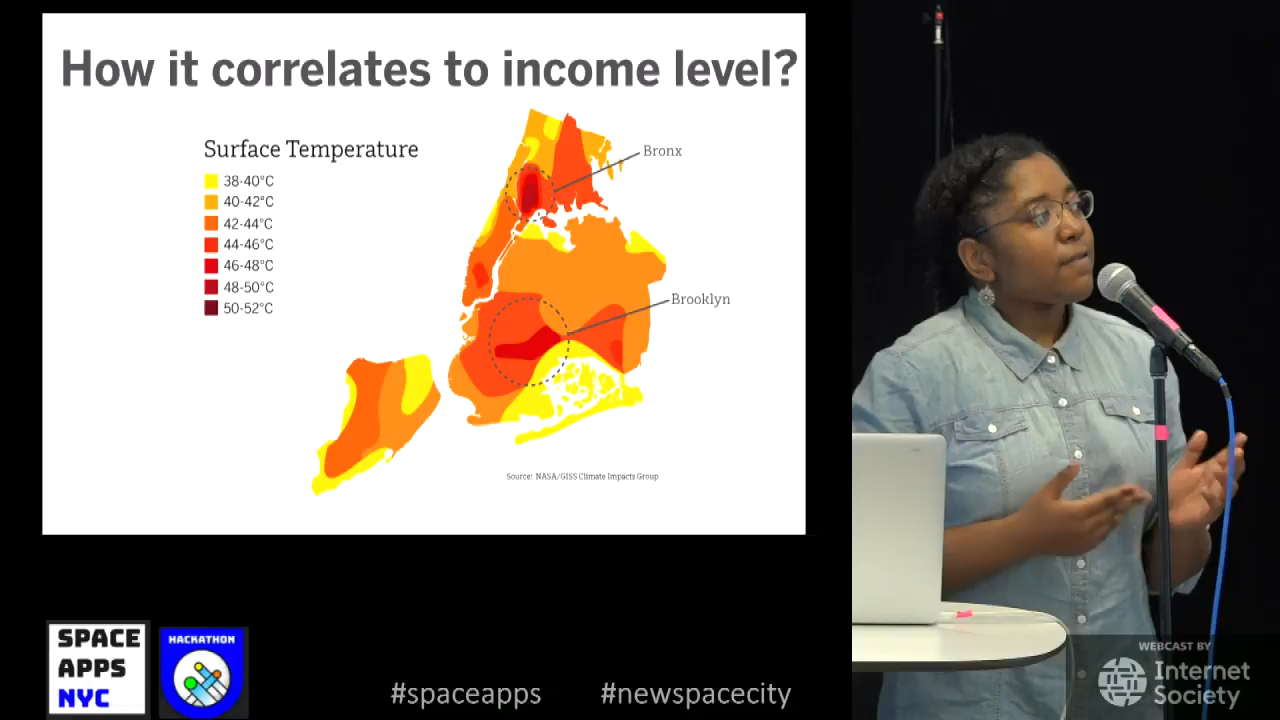 How it correlates to income level?
Surface Temperature
38-40°C
40-42°C
42-44°C
44-46°C
46-48°C
48-50°C
50-52°C
Bronx
Brooklyn
Source: NASA/GISS Climate Impacts Group
SPACE
APPS
NYC
HACKATHON
#spaceapps
#newspacecity
WEBCAST BY
Internet
Society